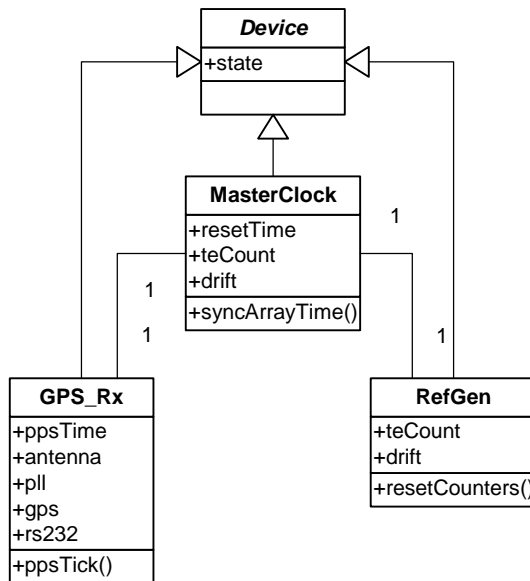 Device
+state
MasterClock
+resetTime
+teCount
+drift
+syncArrayTime()
1
1
1
1
GPS_Rx
+ppsTime
+antenna
+pll
+gps
+rs232
+ppsTick()
RefGen
+teCount
+drift
+resetCounters()